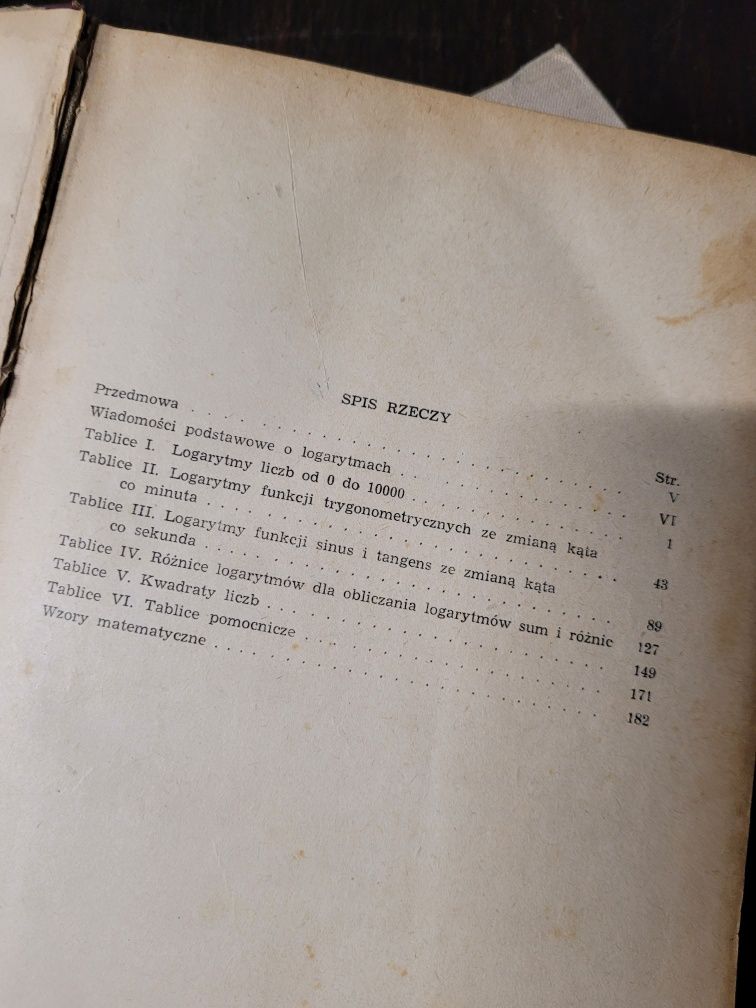 SPIS RZECZY
Str.
Przedmowa . . . . . . . . . . . . . . . . . . . . V
Wiadomości podstawowe o logarytmach . . . . . . . . . . VI
Tablice I. Logarytmy liczb od 0 do 10000 . . . . . . . . . . 1
Tablice II. Logarytmy funkcji trygonometrycznych ze zmianą kąta
co minuta . . . . . . . . . . . . . . . . . . . . 43
Tablice III. Logarytmy funkcji sinus i tangens ze zmianą kąta
co sekunda . . . . . . . . . . . . . . . . . . . . 89
Tablice IV. Różnice logarytmów dla obliczania logarytmów sum i różnic 127
Tablice V. Kwadraty liczb . . . . . . . . . . . . . . . . 149
Tablice VI. Tablice pomocnicze . . . . . . . . . . . . . . 171
Wzory matematyczne . . . . . . . . . . . . . . . . . . 182